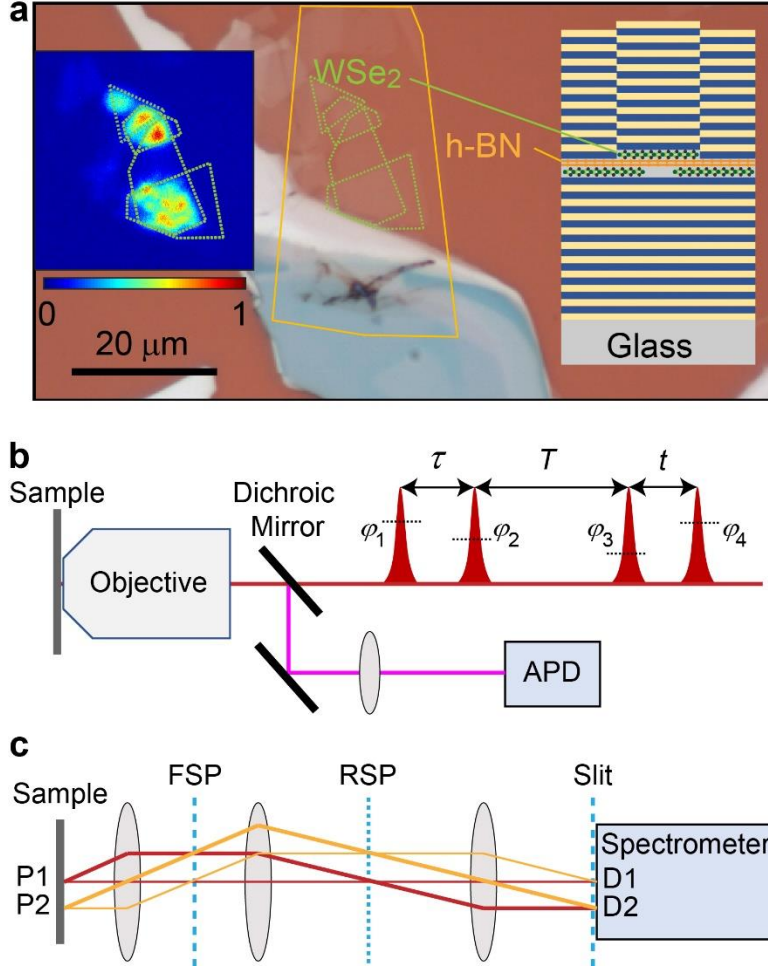 a
WSe₂
h-BN
0 1
20 μm
Glass
b
Sample
Dichroic
Mirror
τ T t
φ₁ φ₂ φ₃ φ₄
Objective
APD
c
FSP RSP Slit
Sample
Spectrometer
P1 D1
P2 D2